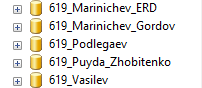 619_Marinichev_ERD
619_Marinichev_Gordov
619_Podlegaev
619_Puyda_Zhobitenko
619_Vasilev